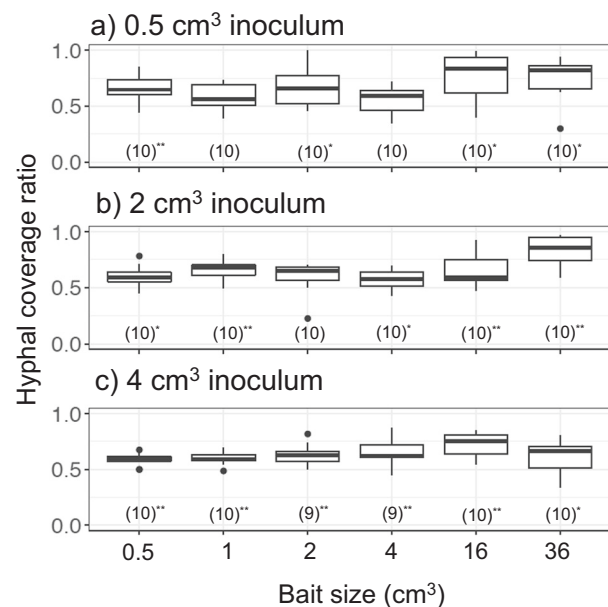 a) 0.5 cm³ inoculum
1.0
0.5
0.0
(10)** (10) (10)* (10) (10)* (10)*
b) 2 cm³ inoculum
1.0
0.5
0.0
(10)* (10)** (10) (10)* (10)** (10)**
c) 4 cm³ inoculum
1.0
0.5
0.0
(10)** (10)** (9)** (9)** (10)** (10)*
Hyphal coverage ratio
0.5 1 2 4 16 36
Bait size (cm³)